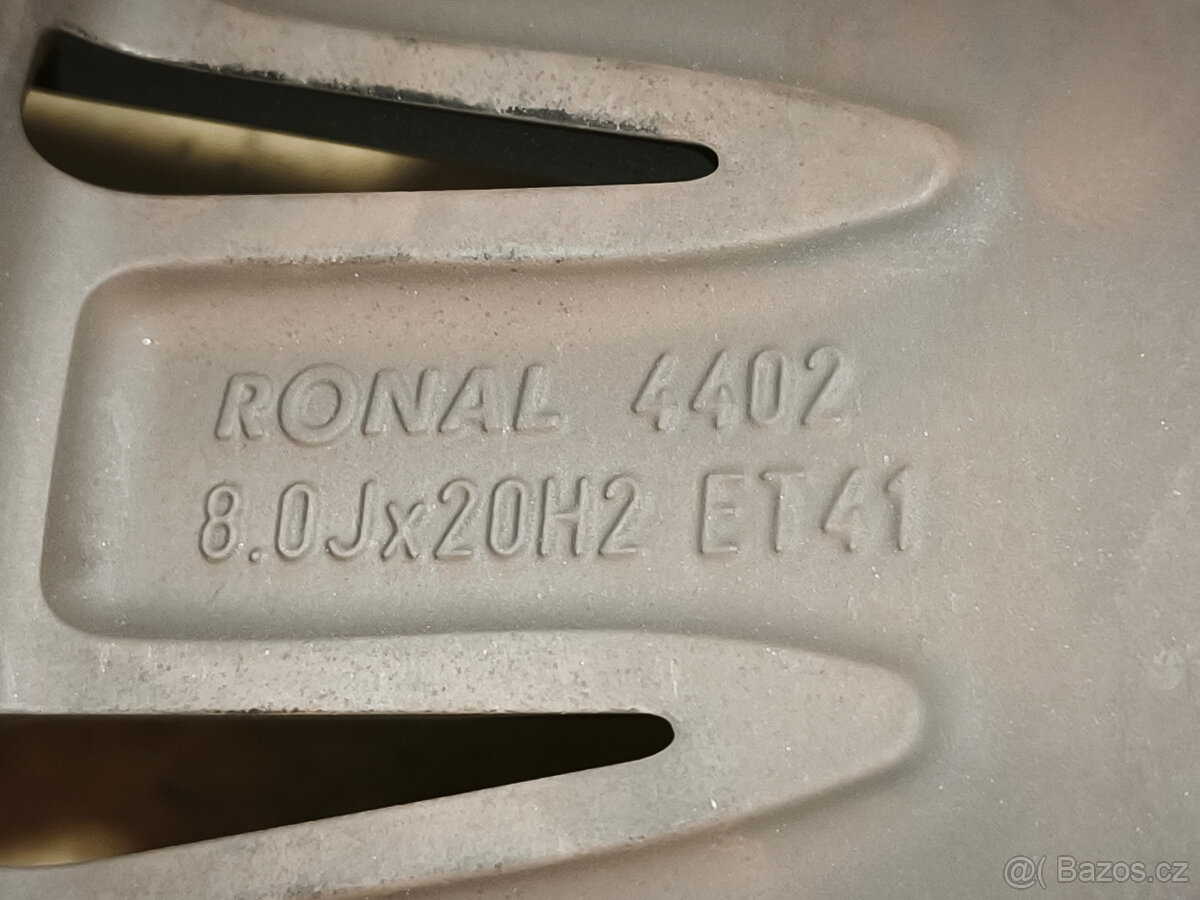 RONAL 4402
8.0Jx20H2 ET41
@( Bazos.cz